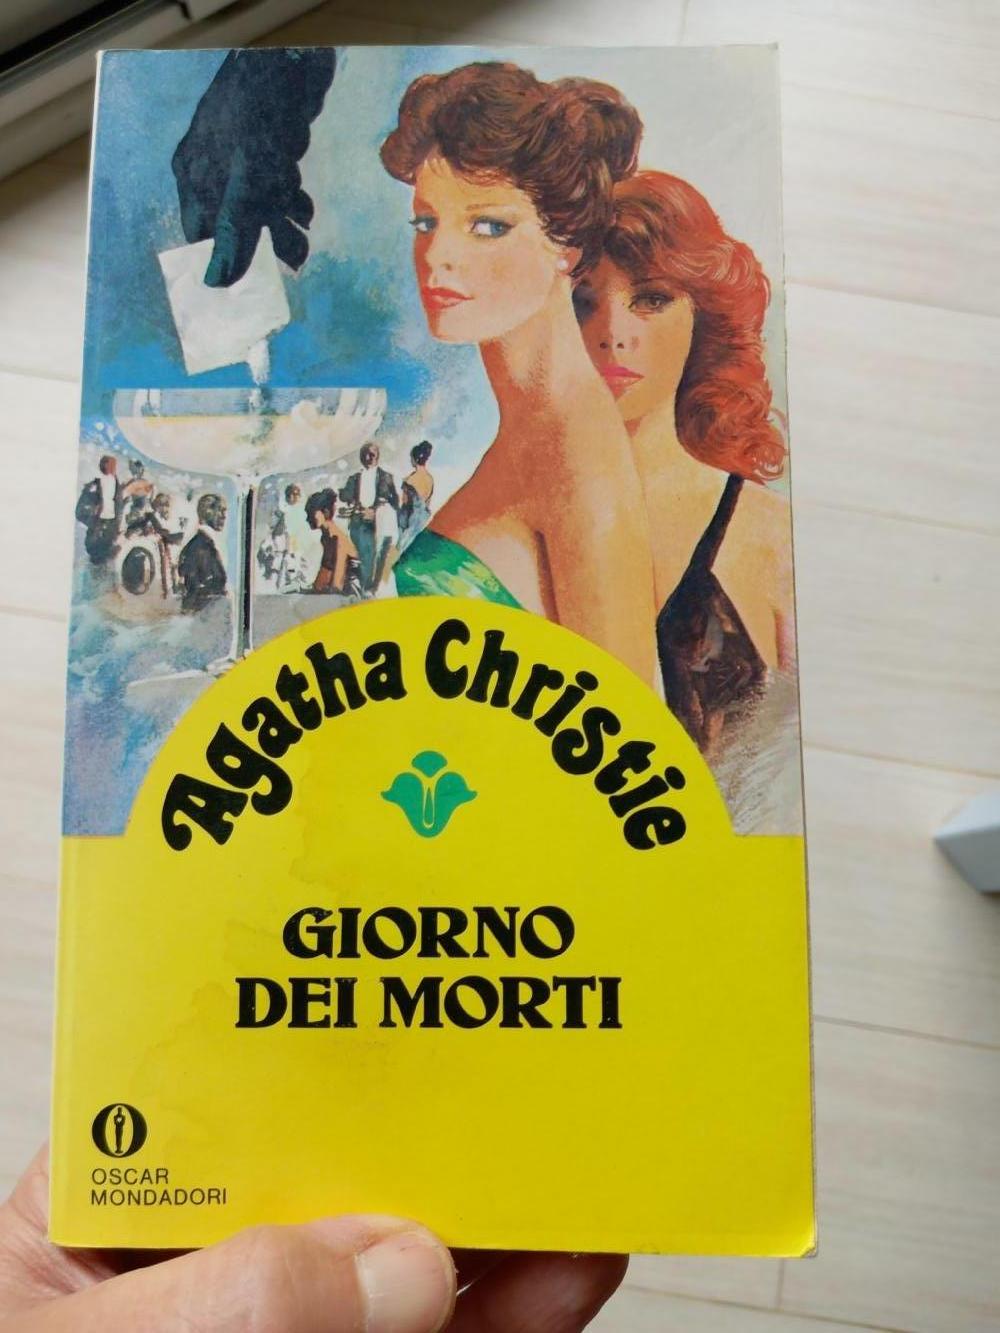 Agatha Christie
GIORNO
DEI MORTI
OSCAR
MONDADORI